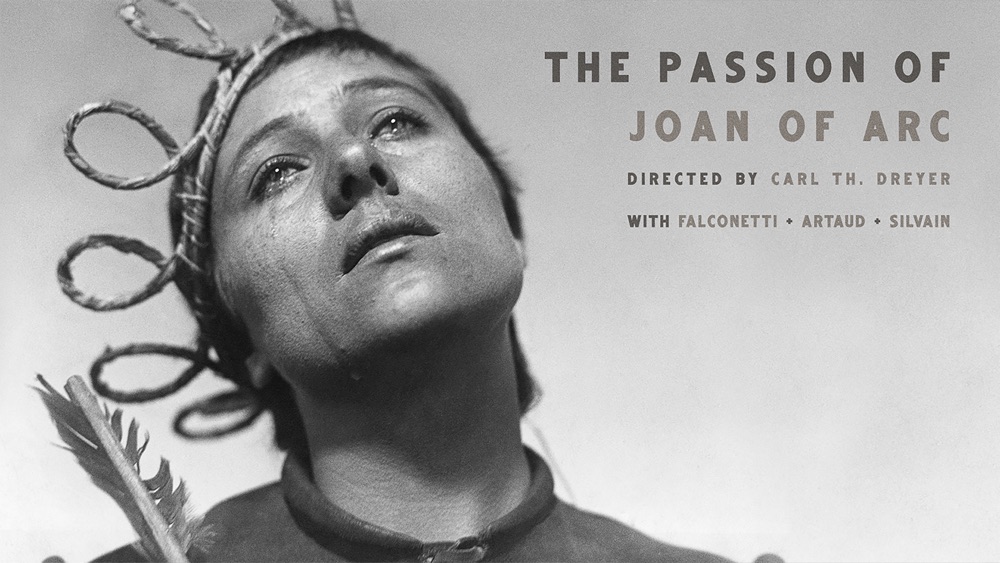 THE PASSION OF
JOAN OF ARC
DIRECTED BY CARL TH. DREYER
WITH FALCONETTI + ARTAUD + SILVAIN